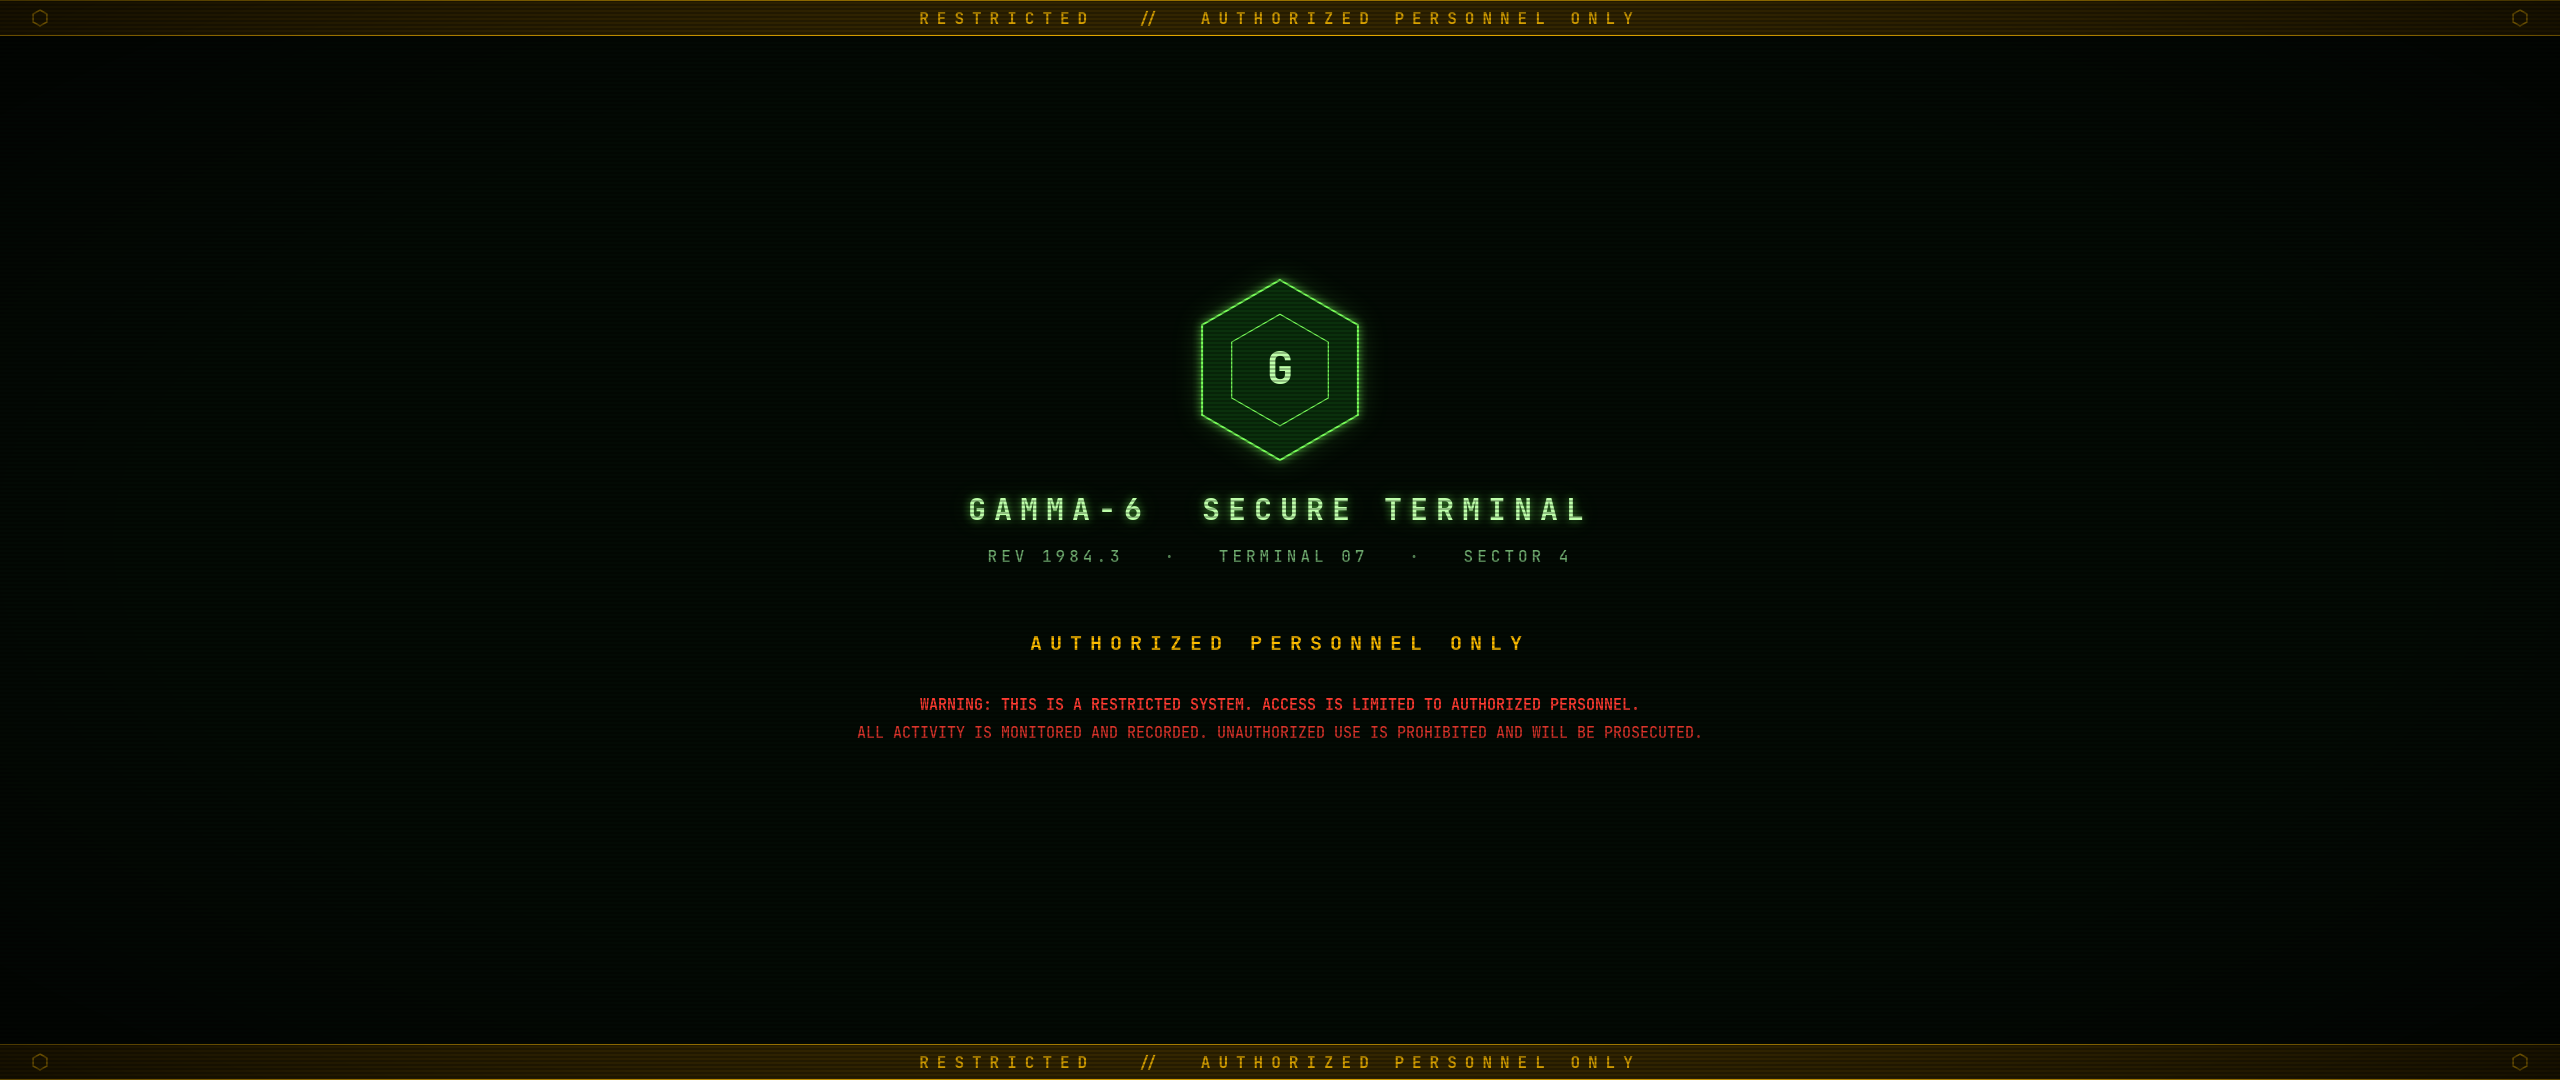 RESTRICTED // AUTHORIZED PERSONNEL ONLY
G
GAMMA-6 SECURE TERMINAL
REV 1984.3 · TERMINAL 07 · SECTOR 4
AUTHORIZED PERSONNEL ONLY
WARNING: THIS IS A RESTRICTED SYSTEM. ACCESS IS LIMITED TO AUTHORIZED PERSONNEL.
ALL ACTIVITY IS MONITORED AND RECORDED. UNAUTHORIZED USE IS PROHIBITED AND WILL BE PROSECUTED.
RESTRICTED // AUTHORIZED PERSONNEL ONLY